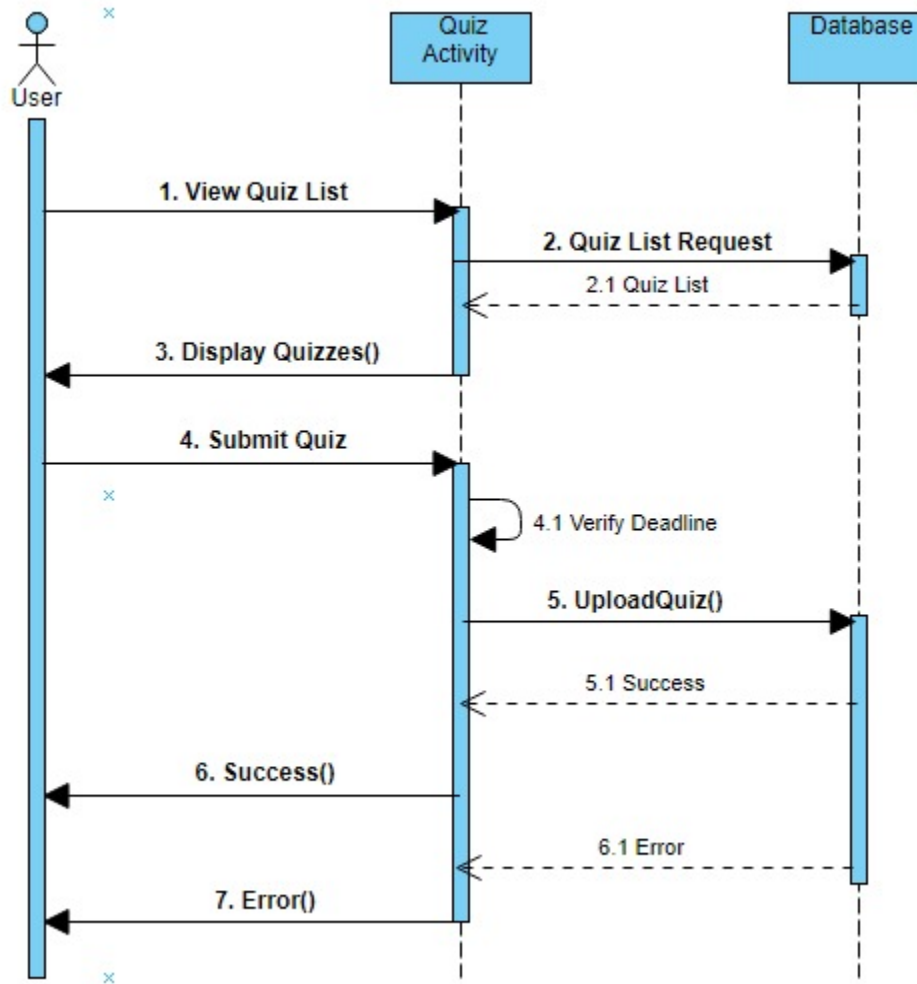 Quiz
Activity
Database
User
1. View Quiz List
2. Quiz List Request
2.1 Quiz List
3. Display Quizzes()
4. Submit Quiz
4.1 Verify Deadline
5. UploadQuiz()
5.1 Success
6. Success()
6.1 Error
7. Error()